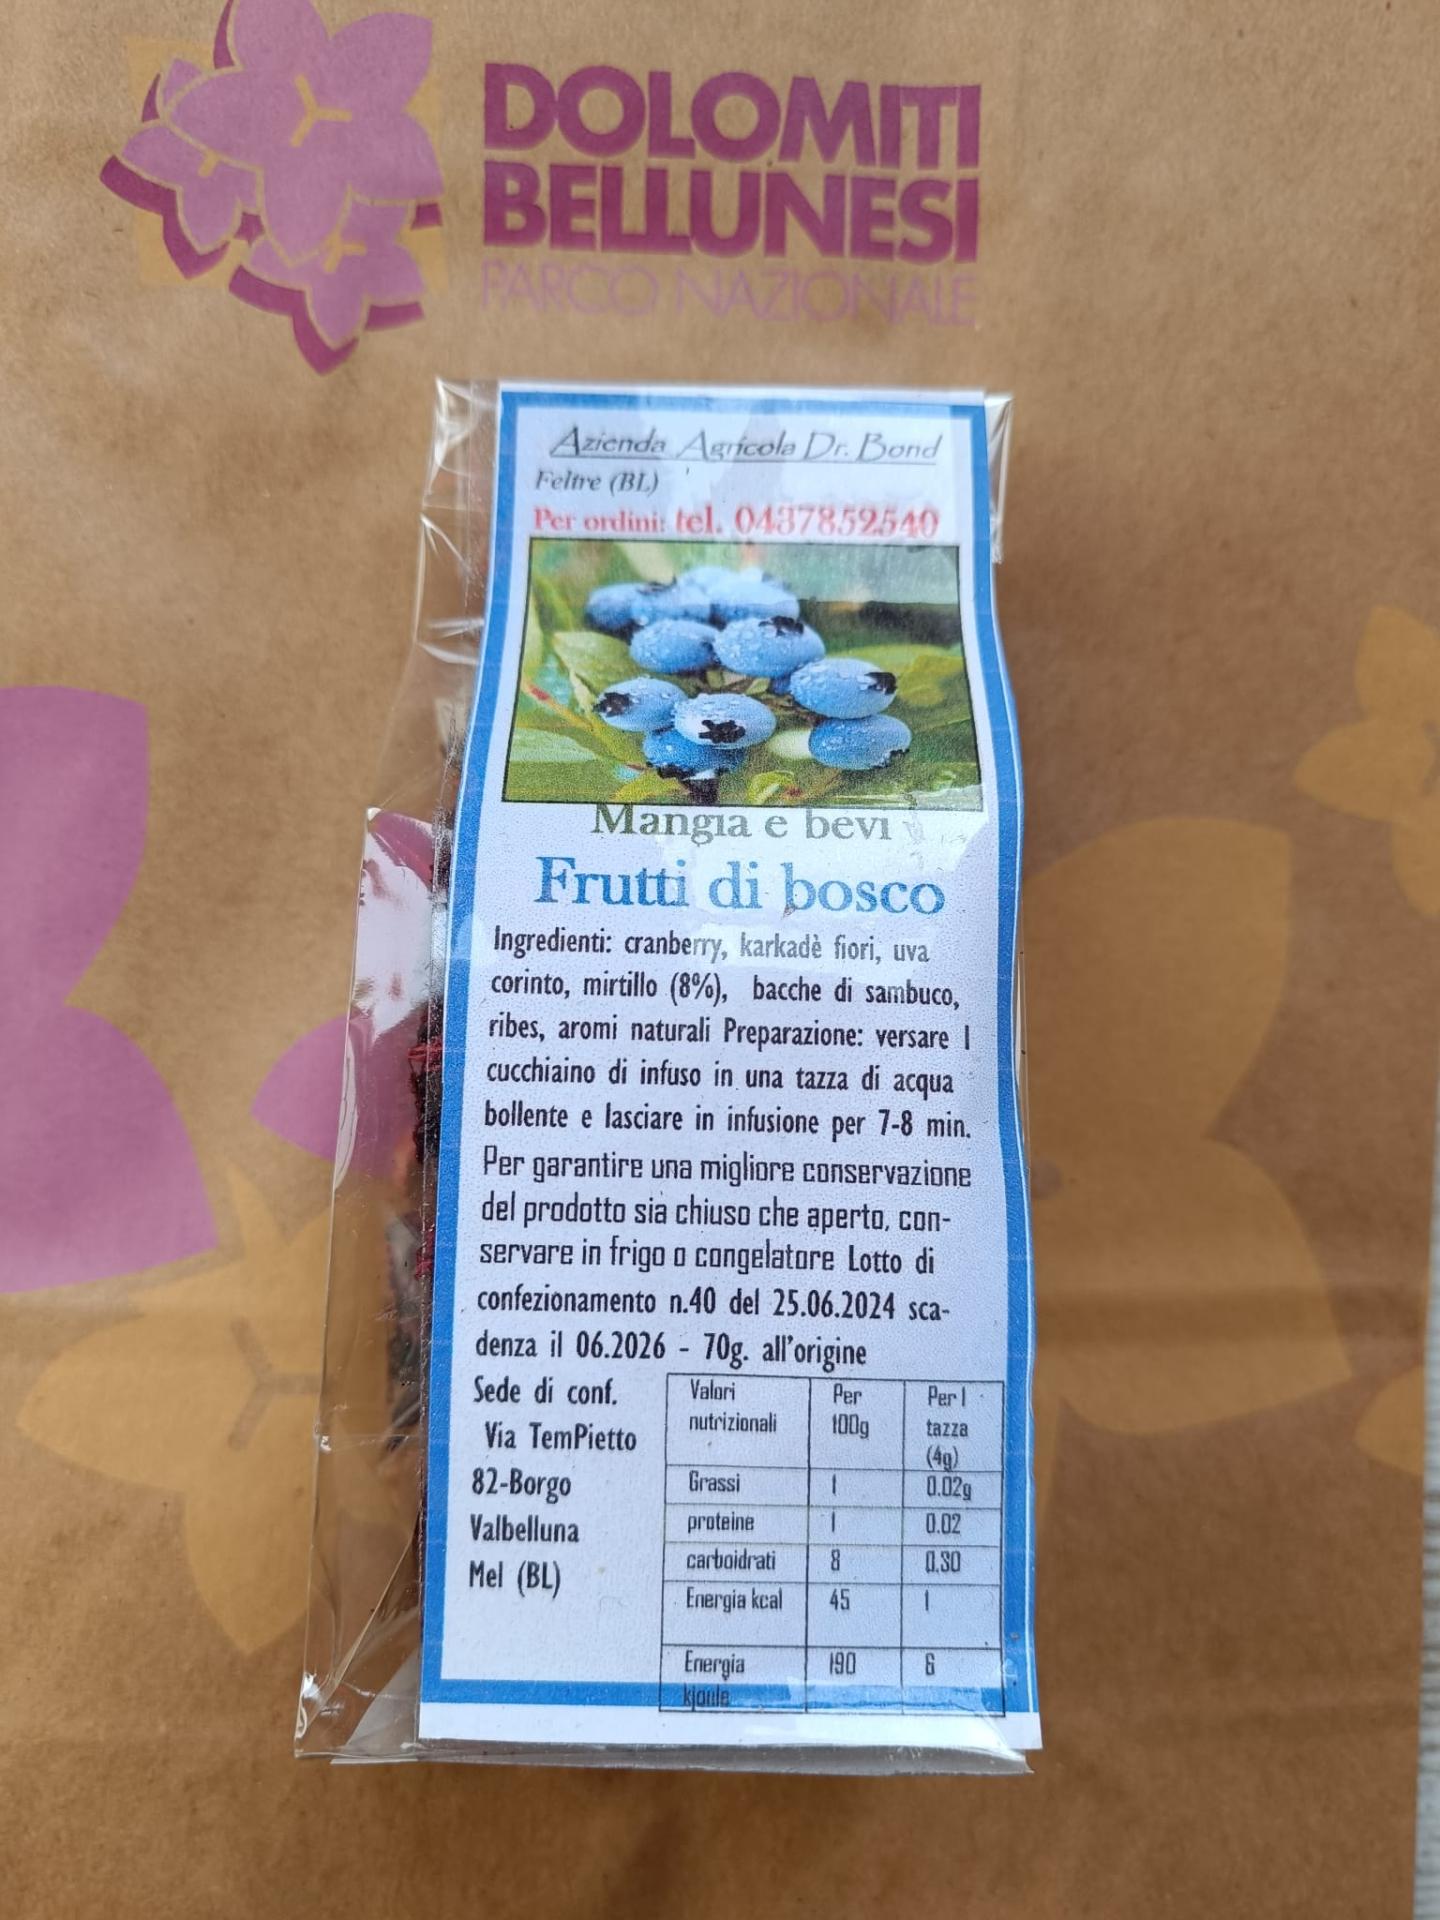 DOLOMITI
BELLUNESI
PARCO NAZIONALE
Azienda Agrícola Dr. Bond
Feltre (BL)
Per ordini: tel. 0437852540
Mangia e bevi
Frutti di bosco
Ingredienti: cranberry, karkadè fiori, uva
corinto, mirtillo (8%), bacche di sambuco,
ribes, aromi naturali Preparazione: versare 1
cucchiaino di infuso in una tazza di acqua
bollente e lasciare in infusione per 7-8 min.
Per garantire una migliore conservazione
del prodotto sia chiuso che aperto, con-
servare in frigo o congelatore Lotto di
confezionamento n.40 del 25.06.2024 sca-
denza il 06.2026 - 70g. all'origine
Sede di conf.
Via TemPietto
82-Borgo
Valbelluna
Mel (BL)
Valori nutrizionali Per 100g Per 1 tazza (4g)
Grassi 1 0.02g
proteine 1 0.02
carboidrati 8 0.30
Energia kcal 45 1
Energia kjoule 190 6